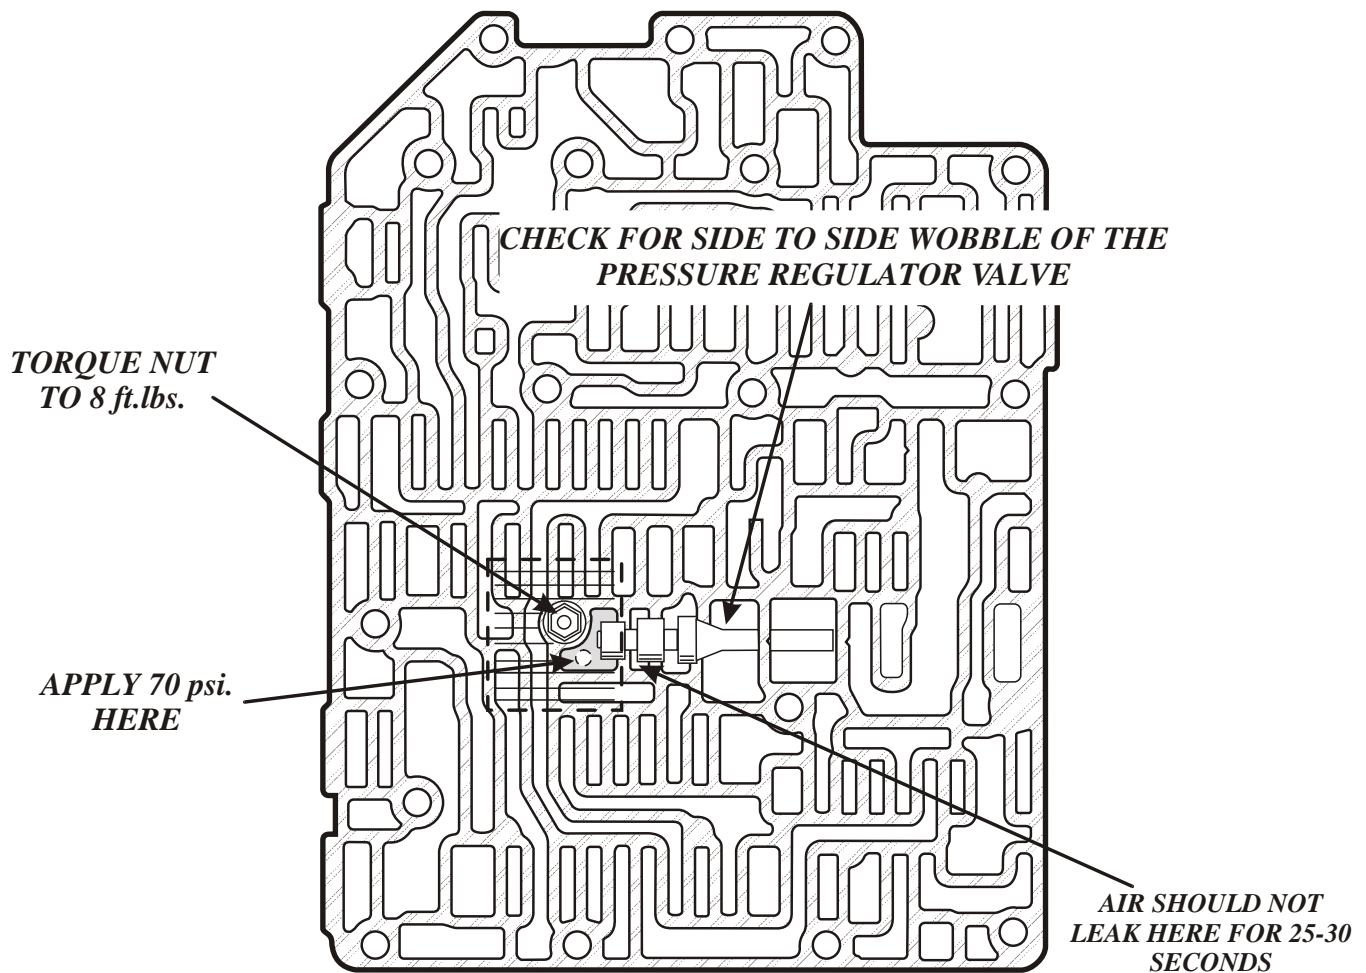 CHECK FOR SIDE TO SIDE WOBBLE OF THE
PRESSURE REGULATOR VALVE
TORQUE NUT
TO 8 ft.lbs.
APPLY 70 psi.
HERE
AIR SHOULD NOT
LEAK HERE FOR 25-30
SECONDS